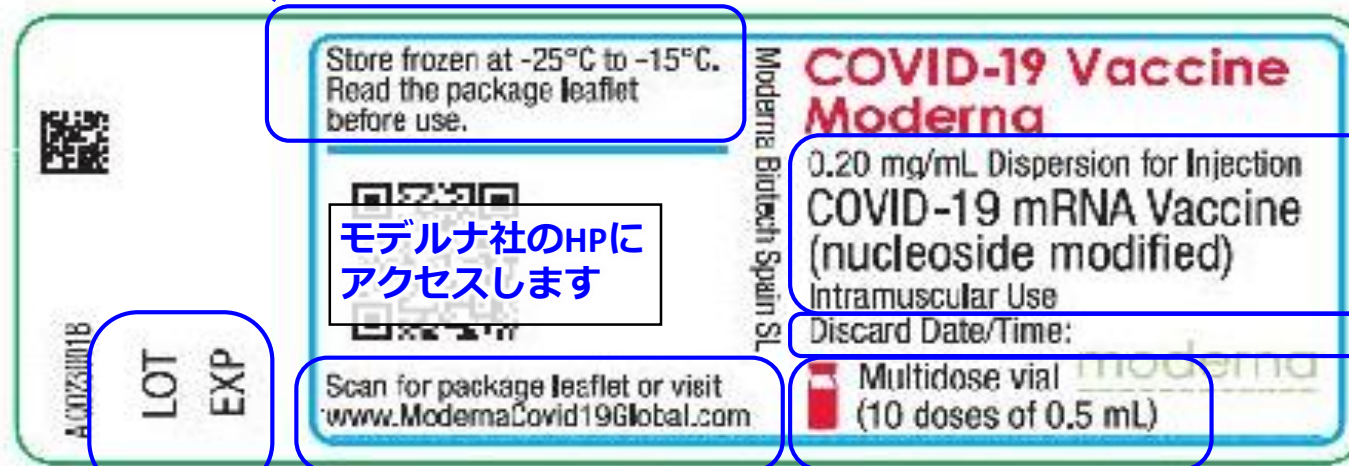 Store frozen at -25°C to -15°C.
Read the package leaflet
before use.
モデルナ社のHPに
アクセスします
Scan for package leaflet or visit
www.ModernaCovid19Global.com
LOT
EXP
Moderna Biotech Spain SL
COVID-19 Vaccine
Moderna
0.20 mg/mL Dispersion for Injection
COVID-19 mRNA Vaccine
(nucleoside modified)
Intramuscular Use
Discard Date/Time:
moderna
Multidose vial
(10 doses of 0.5 mL)